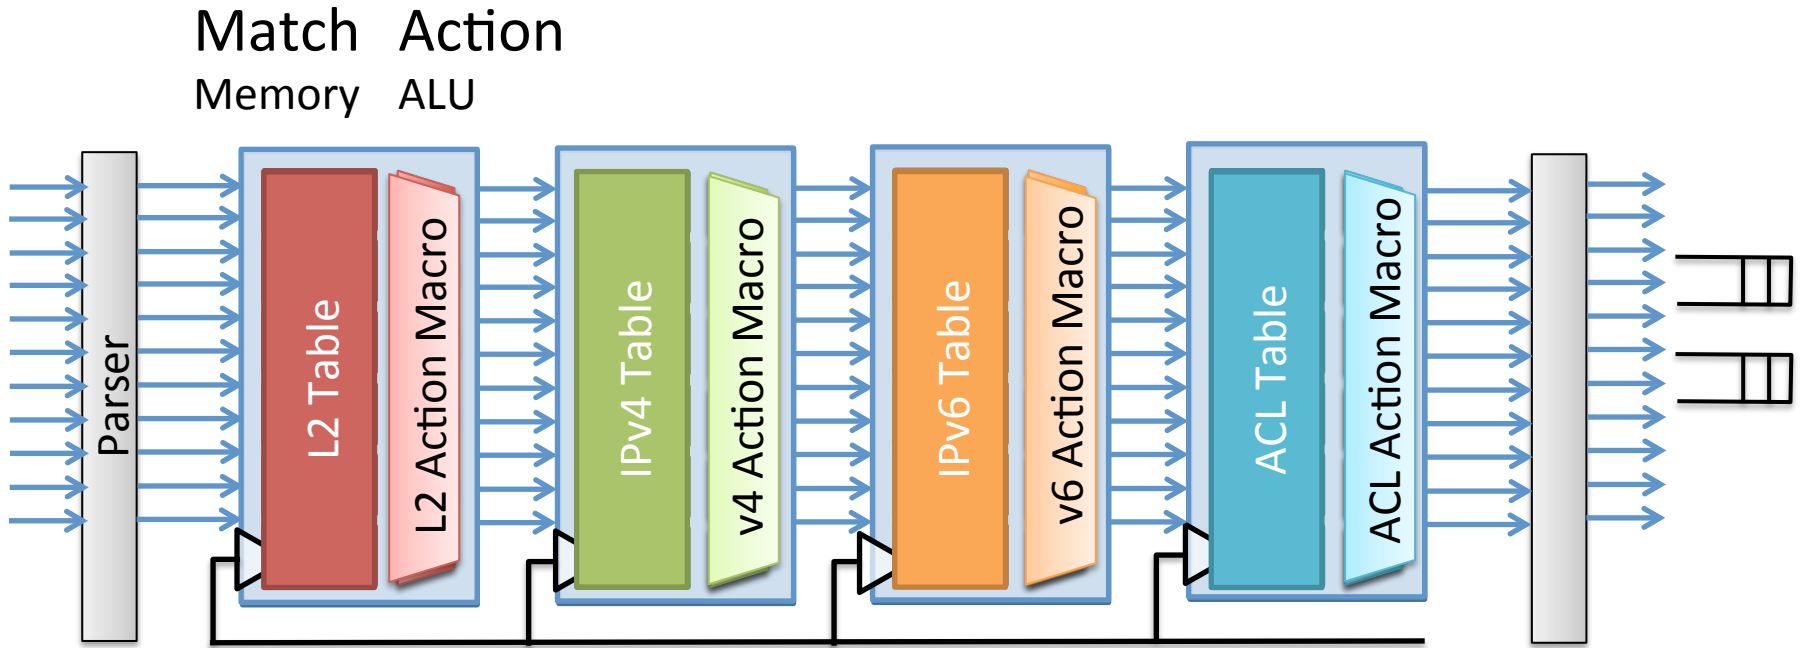 Match Action
Memory ALU
Parser
L2 Table
L2 Action Macro
IPv4 Table
v4 Action Macro
IPv6 Table
v6 Action Macro
ACL Table
ACL Action Macro